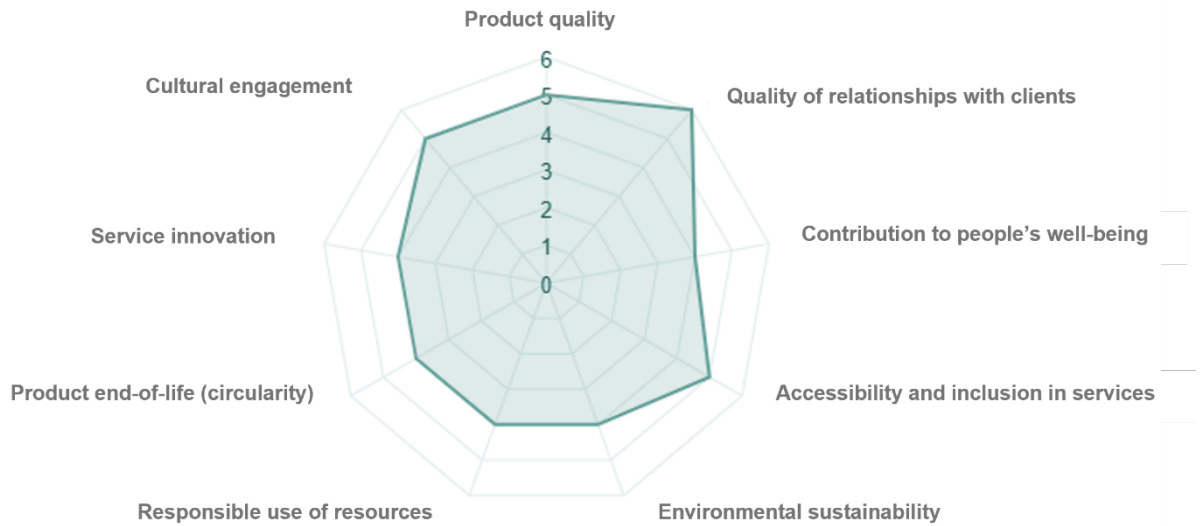 Product quality
6
Cultural engagement
Quality of relationships with clients
5
4
3
2
Service innovation
Contribution to people’s well-being
1
0
Product end-of-life (circularity)
Accessibility and inclusion in services
Responsible use of resources
Environmental sustainability